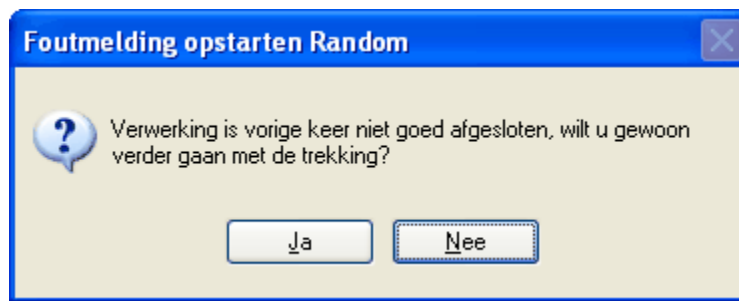 Foutmelding opstarten Random
Verwerking is vorige keer niet goed afgesloten, wilt u gewoon
verder gaan met de trekking?
Ja
Nee